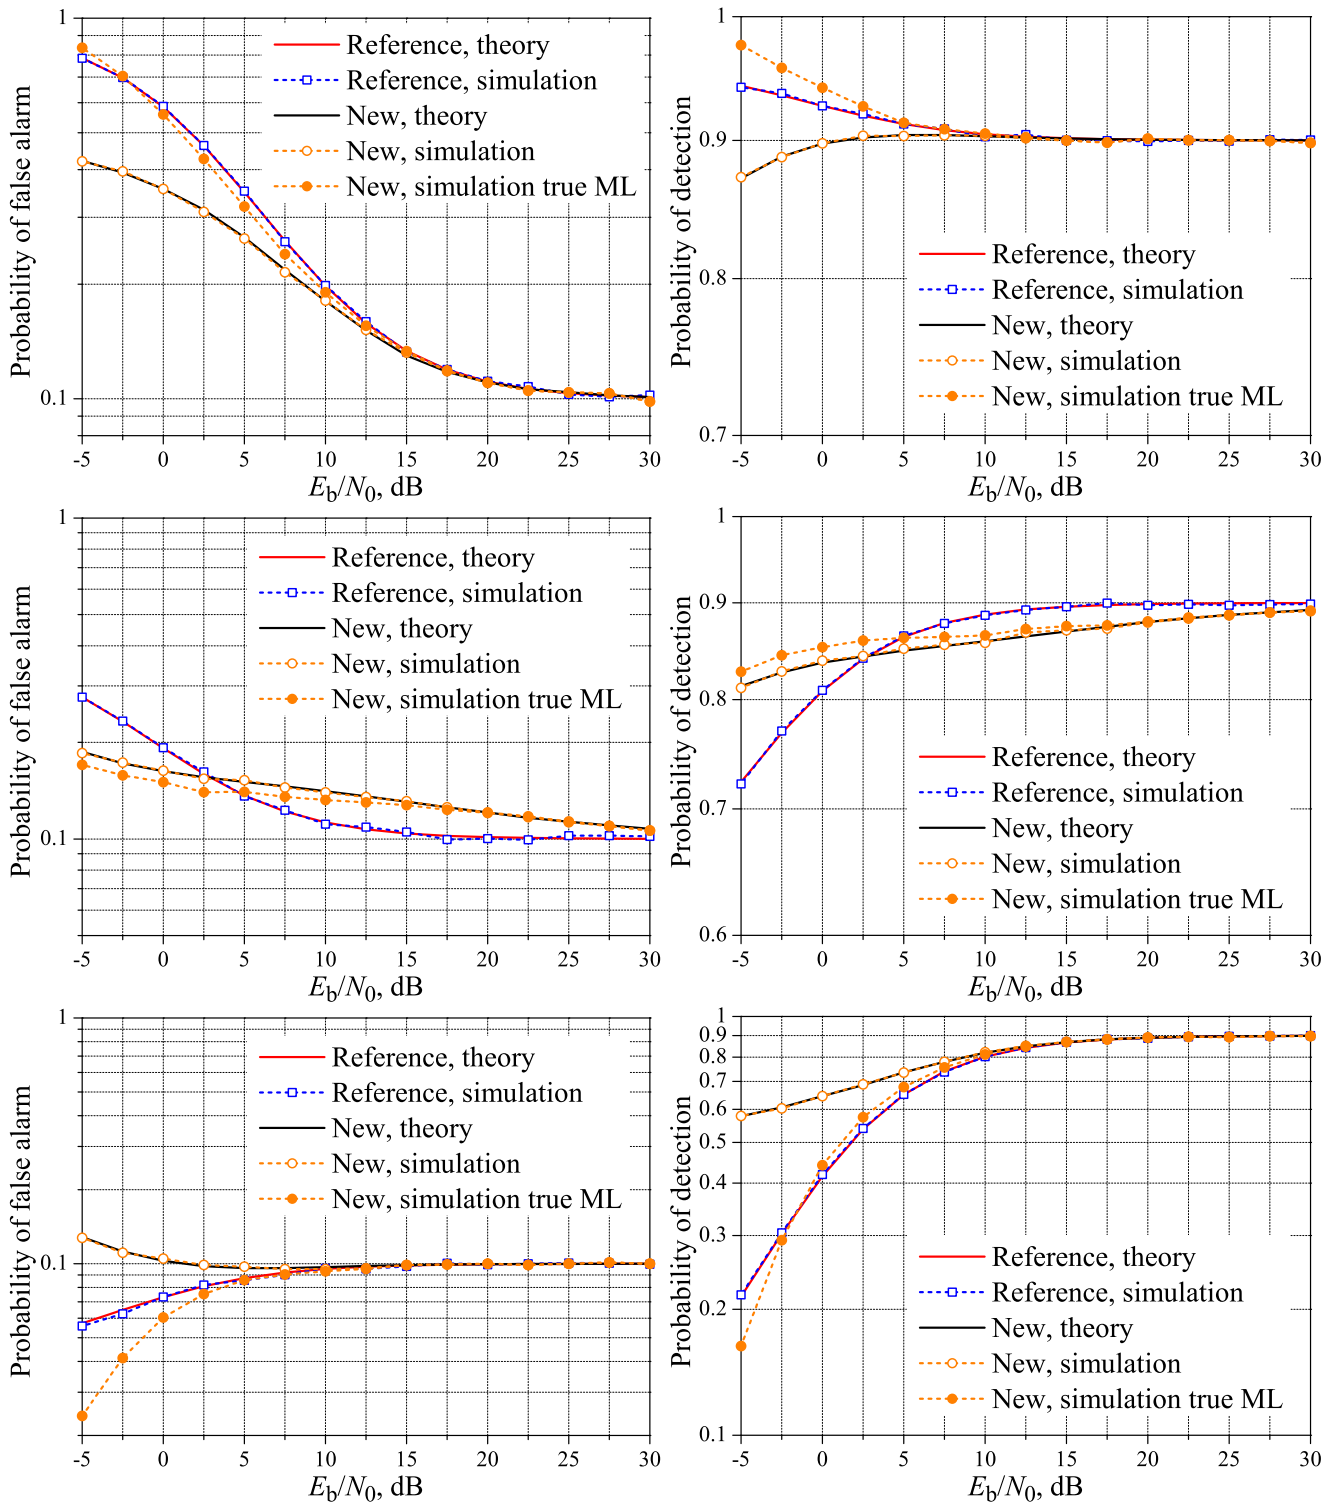 Probability of false alarm
1
0.1
Reference, theory
Reference, simulation
New, theory
New, simulation
New, simulation true ML
-5 0 5 10 15 20 25 30
Eb/N0, dB
Probability of detection
1
0.9
0.8
0.7
Reference, theory
Reference, simulation
New, theory
New, simulation
New, simulation true ML
-5 0 5 10 15 20 25 30
Eb/N0, dB
Probability of false alarm
1
0.1
Reference, theory
Reference, simulation
New, theory
New, simulation
New, simulation true ML
-5 0 5 10 15 20 25 30
Eb/N0, dB
Probability of detection
1
0.9
0.8
0.7
0.6
Reference, theory
Reference, simulation
New, theory
New, simulation
New, simulation true ML
-5 0 5 10 15 20 25 30
Eb/N0, dB
Probability of false alarm
1
0.1
Reference, theory
Reference, simulation
New, theory
New, simulation
New, simulation true ML
-5 0 5 10 15 20 25 30
Eb/N0, dB
Probability of detection
1
0.9
0.8
0.7
0.6
0.5
0.4
0.3
0.2
0.1
Reference, theory
Reference, simulation
New, theory
New, simulation
New, simulation true ML
-5 0 5 10 15 20 25 30
Eb/N0, dB